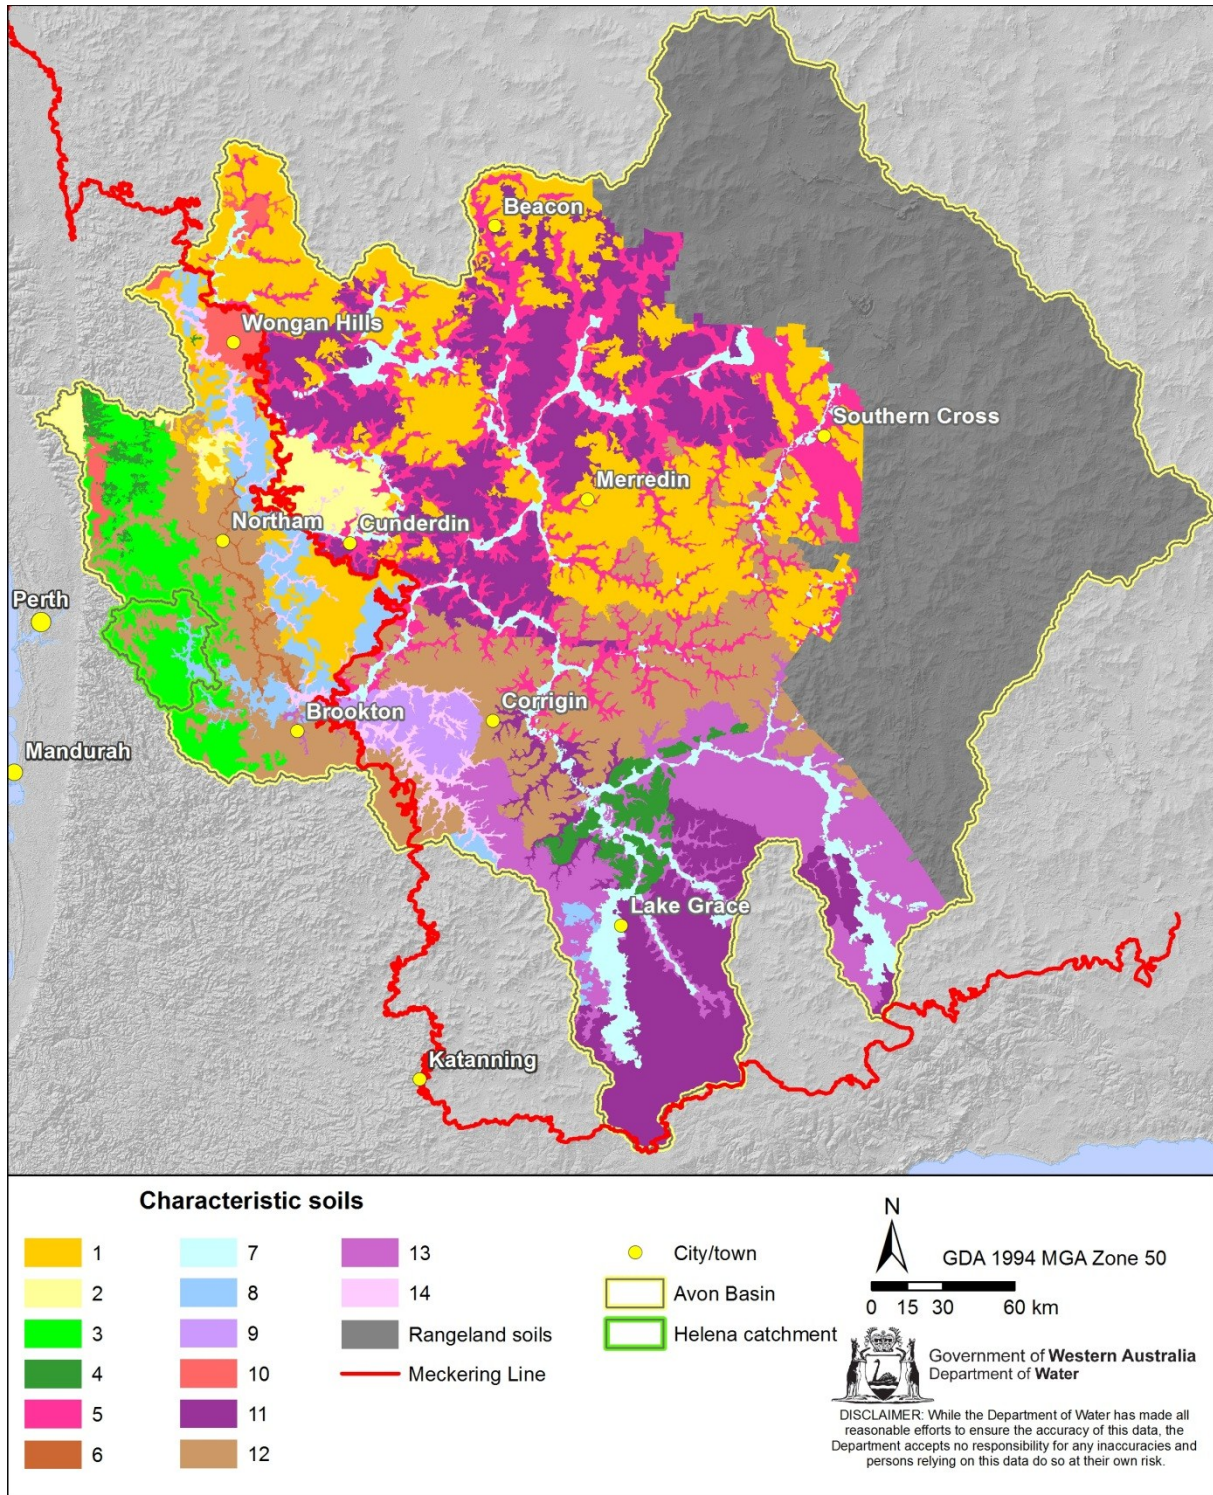 Beacon
Wongan Hills
Southern Cross
Merredin
Northam
Cunderdin
Perth
Brookton
Corrigin
Mandurah
Lake Grace
Katanning
Characteristic soils
1
2
3
4
5
6
7
8
9
10
11
12
13
14
Rangeland soils
Meckering Line
City/town
Avon Basin
Helena catchment
N
GDA 1994 MGA Zone 50
0 15 30 60 km
Government of Western Australia
Department of Water
DISCLAIMER: While the Department of Water has made all
reasonable efforts to ensure the accuracy of this data, the
Department accepts no responsibility for any inaccuracies and
persons relying on this data do so at their own risk.